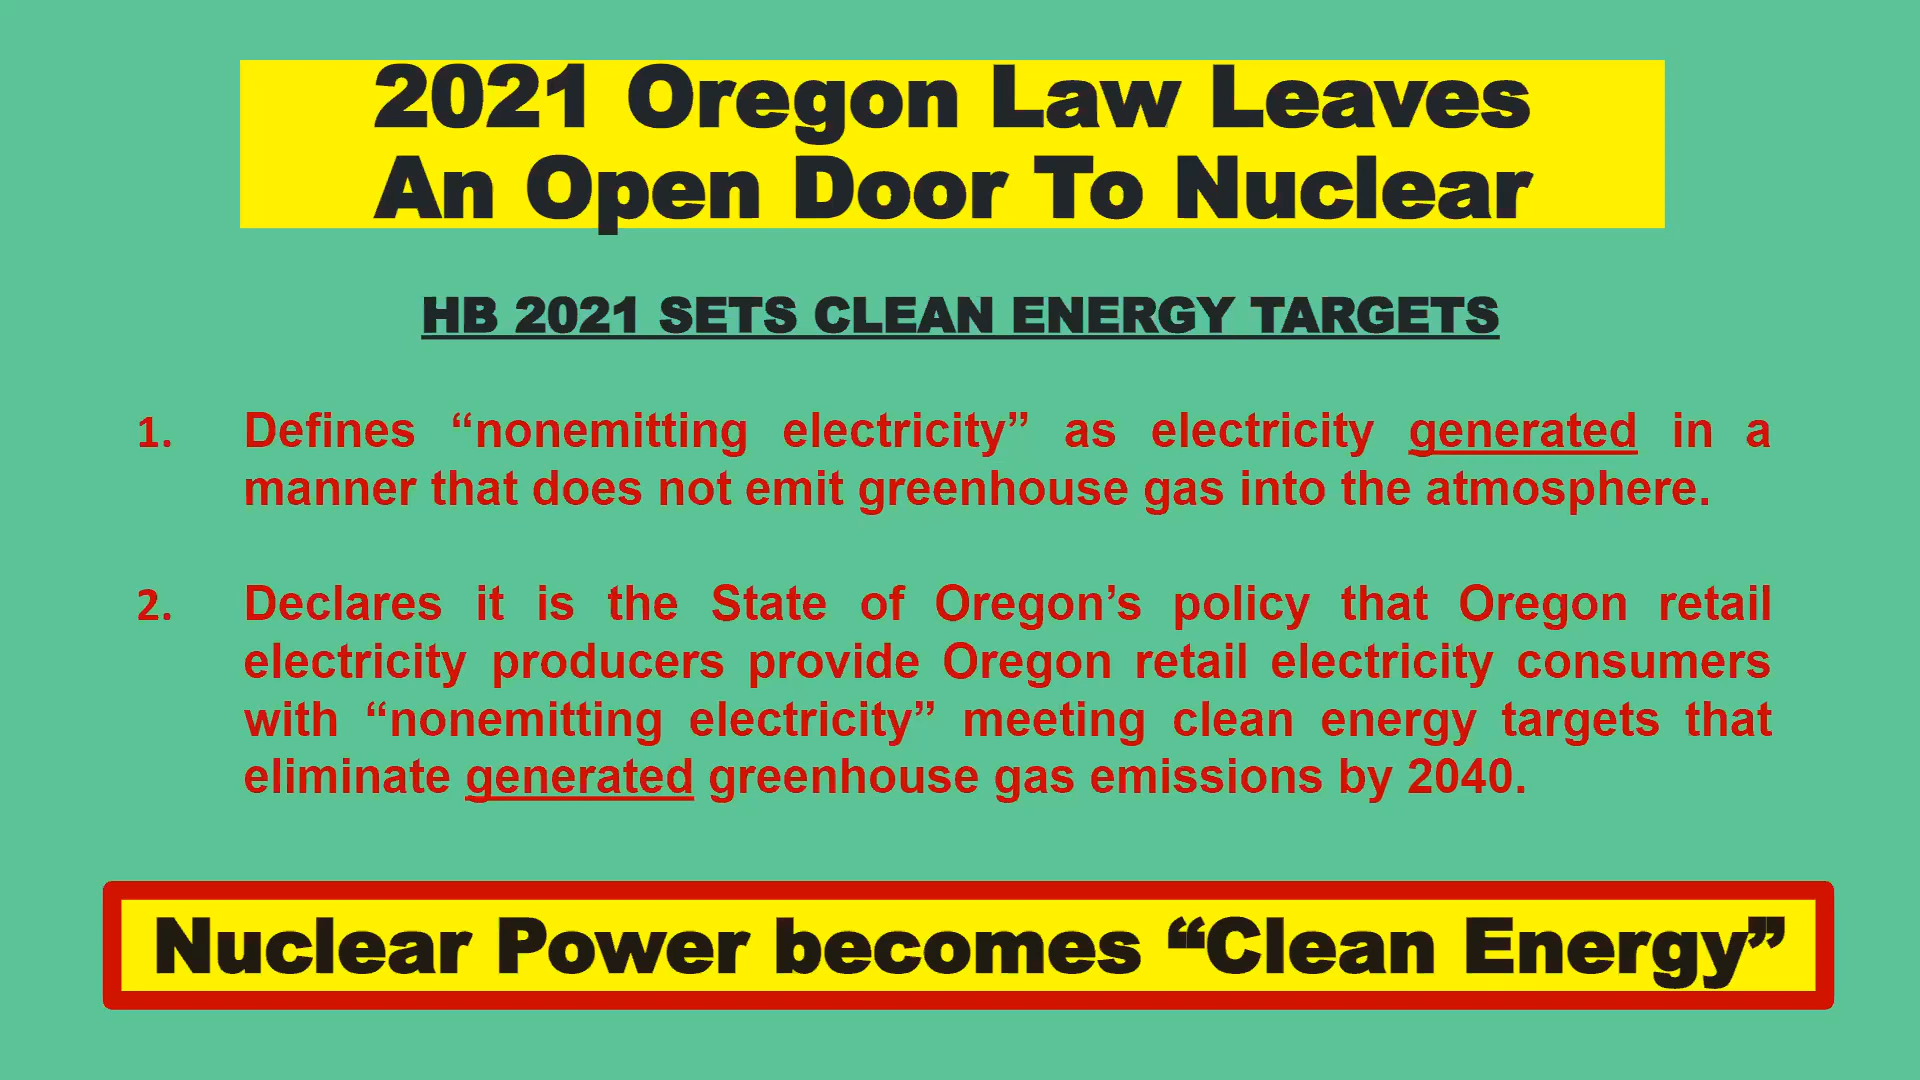 2021 Oregon Law Leaves
An Open Door To Nuclear
HB 2021 SETS CLEAN ENERGY TARGETS
1. Defines “nonemitting electricity” as electricity generated in a
manner that does not emit greenhouse gas into the atmosphere.
2. Declares it is the State of Oregon’s policy that Oregon retail
electricity producers provide Oregon retail electricity consumers
with “nonemitting electricity” meeting clean energy targets that
eliminate generated greenhouse gas emissions by 2040.
Nuclear Power becomes “Clean Energy”